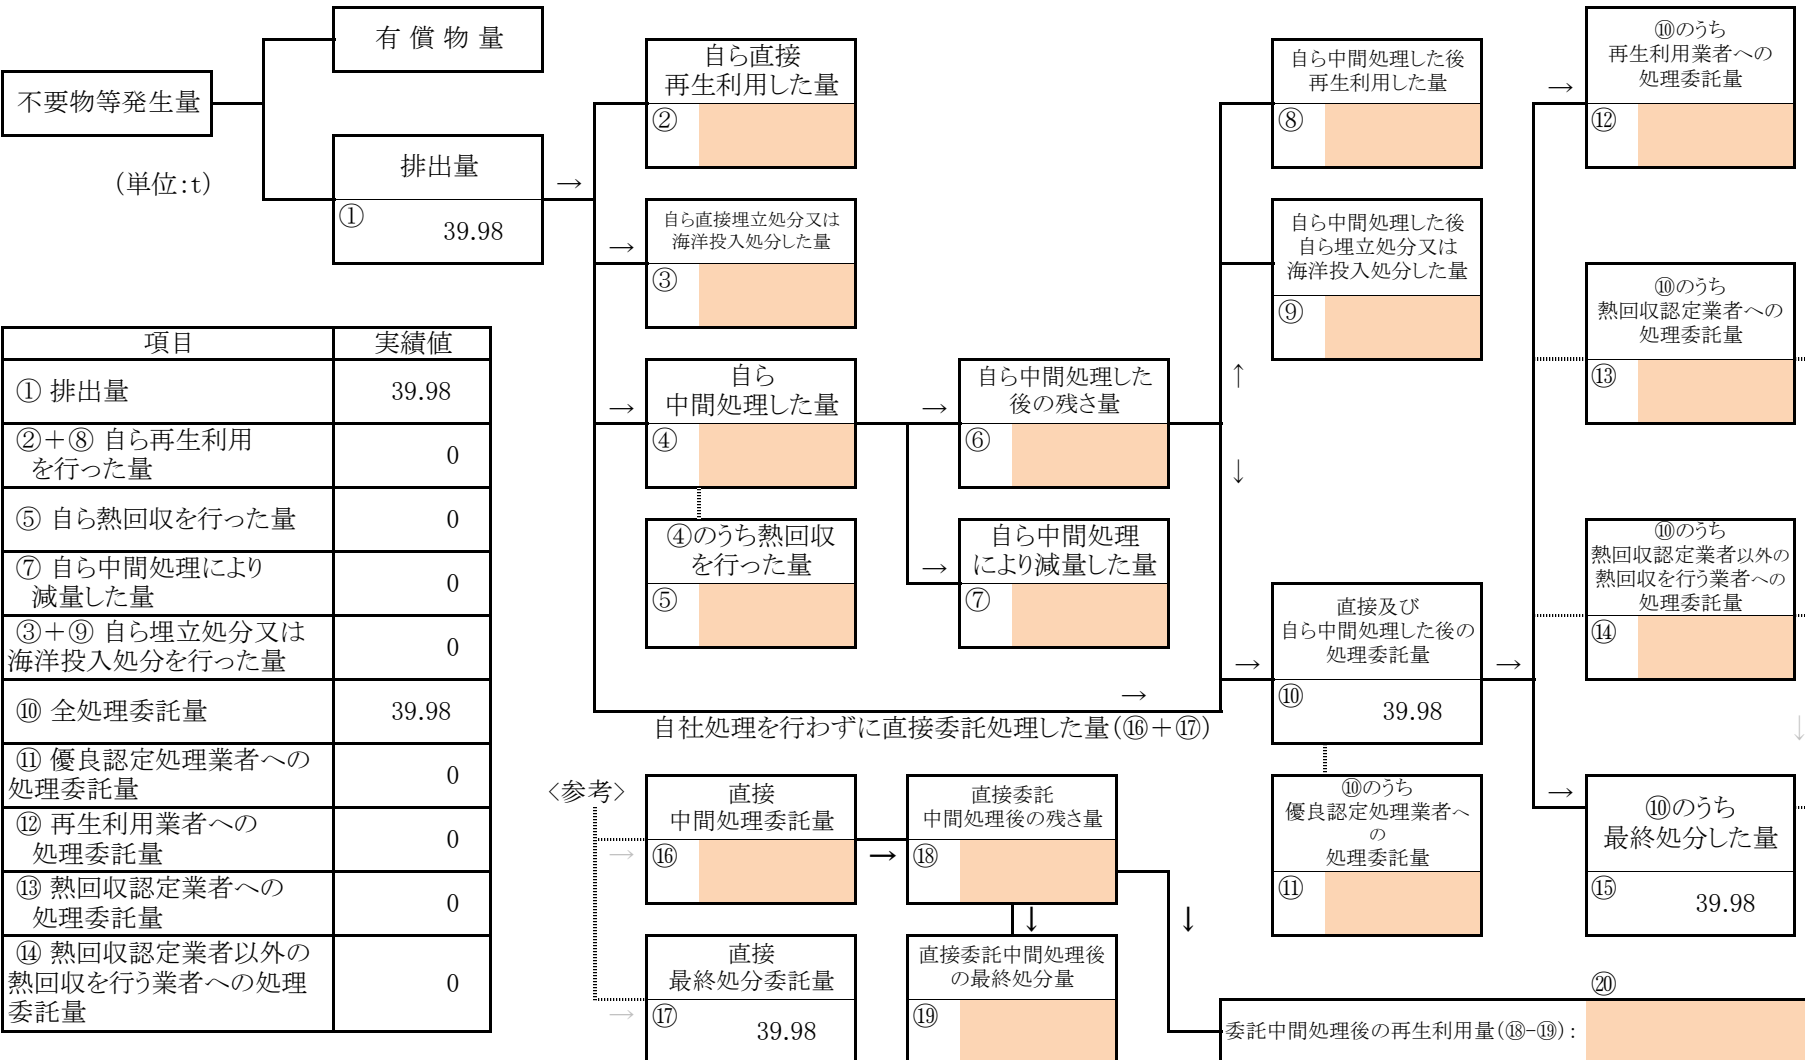 有 償 物 量
不要物等発生量
(単位:t)
排出量
→
① 39.98
自ら直接
再生利用した量
②
→
自ら直接埋立処分又は
海洋投入処分した量
③
→
自ら
中間処理した量
④
④のうち熱回収
を行った量
⑤
→
自ら中間処理した
後の残さ量
⑥
→
自ら中間処理
により減量した量
⑦
自ら中間処理した後
再生利用した量
⑧
自ら中間処理した後
自ら埋立処分又は
海洋投入処分した量
⑨
↑
↓
→
自社処理を行わずに直接委託処理した量(⑯+⑰)
→
直接及び
自ら中間処理した後の
処理委託量
⑩ 39.98
⑩のうち
優良認定処理業者へ
の
処理委託量
⑪
→
⑩のうち
再生利用業者への
処理委託量
⑫
⑩のうち
熱回収認定業者への
処理委託量
⑬
⑩のうち
熱回収認定業者以外の
熱回収を行う業者への
処理委託量
⑭
→
↓
→
⑩のうち
最終処分した量
⑮ 39.98
項目 実績値
① 排出量 39.98
②+⑧ 自ら再生利用
を行った量 0
⑤ 自ら熱回収を行った量 0
⑦ 自ら中間処理により
減量した量 0
③+⑨ 自ら埋立処分又は
海洋投入処分を行った量 0
⑩ 全処理委託量 39.98
⑪ 優良認定処理業者への
処理委託量 0
⑫ 再生利用業者への
処理委託量 0
⑬ 熱回収認定業者への
処理委託量 0
⑭ 熱回収認定業者以外の
熱回収を行う業者への処理
委託量 0
<参考>
→
直接
中間処理委託量
⑯
→
直接委託
中間処理後の残さ量
⑱
↓
↓
→
直接
最終処分委託量
⑰ 39.98
直接委託中間処理後
の最終処分量
⑲
⑳
委託中間処理後の再生利用量(⑱-⑲):